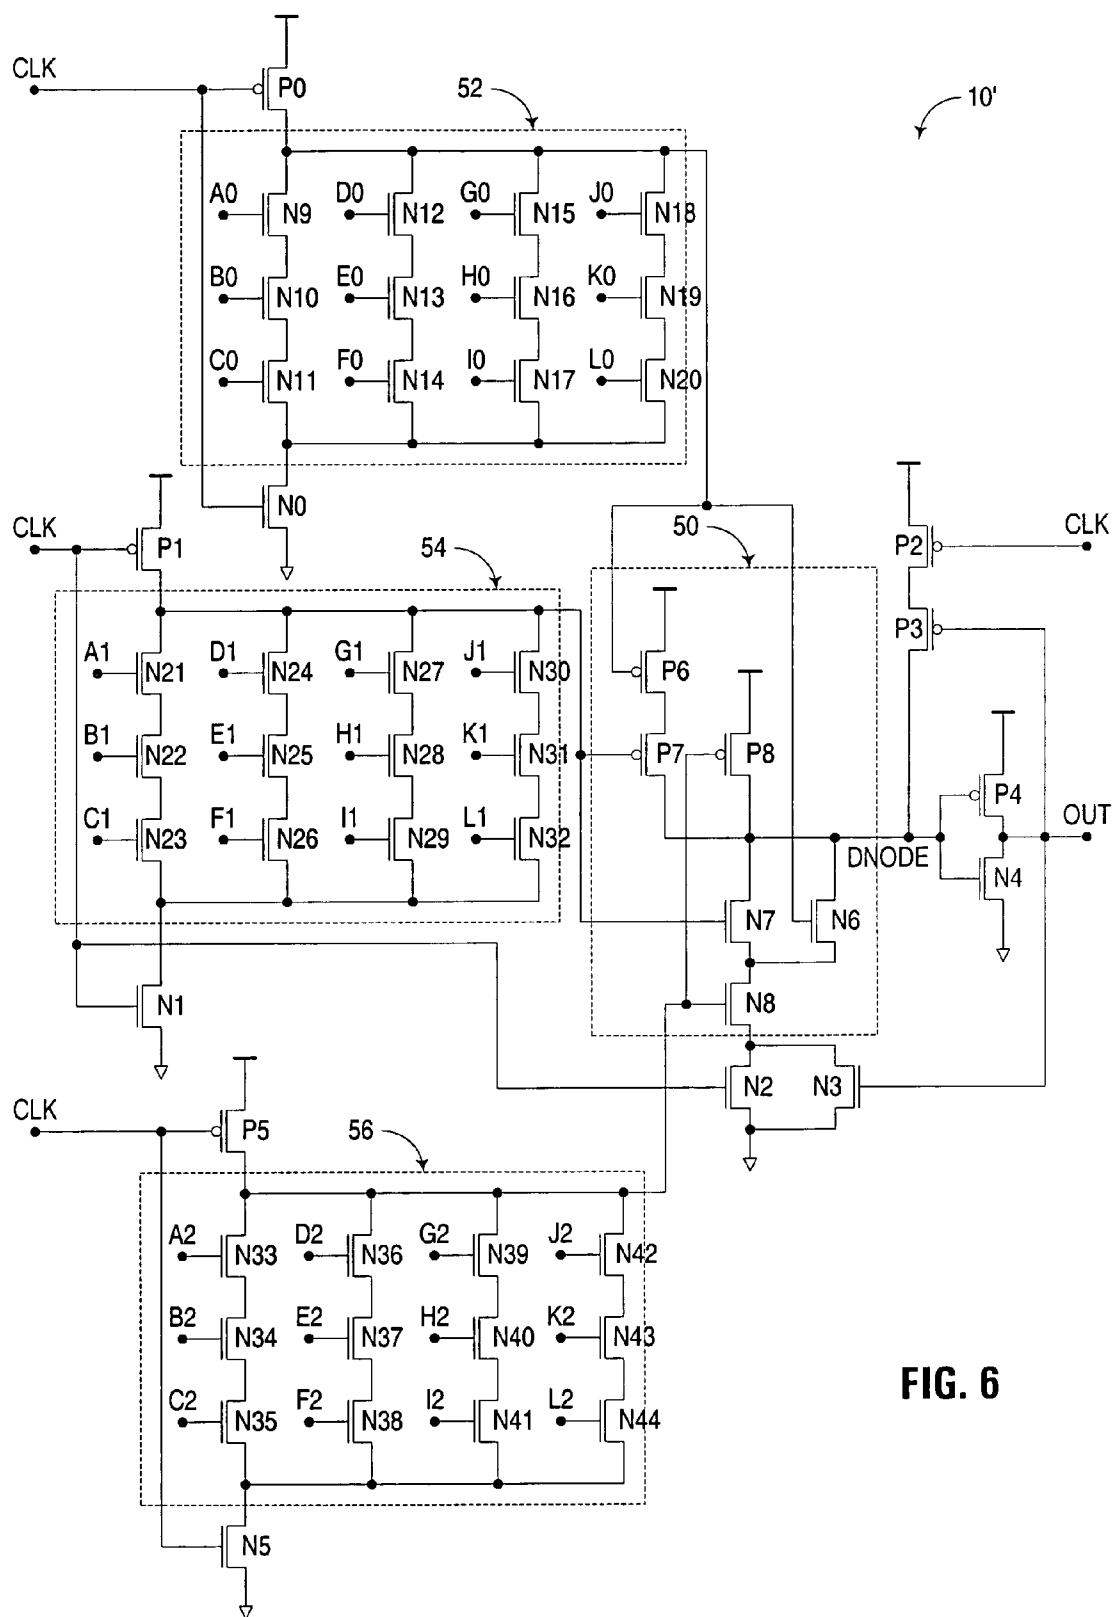 CLK
P0
52
10'
A0
N9
D0
N12
G0
N15
J0
N18
B0
N10
E0
N13
H0
N16
K0
N19
C0
N11
F0
N14
I0
N17
L0
N20
N0
CLK
P1
54
50
P2
CLK
P3
A1
N21
D1
N24
G1
N27
J1
N30
P6
B1
N22
E1
N25
H1
N28
K1
N31
P7
P8
P4
OUT
C1
N23
F1
N26
I1
N29
L1
N32
DNODE
N4
N7
N6
N1
N8
N2
N3
CLK
P5
56
A2
N33
D2
N36
G2
N39
J2
N42
B2
N34
E2
N37
H2
N40
K2
N43
C2
N35
F2
N38
I2
N41
L2
N44
N5
FIG. 6